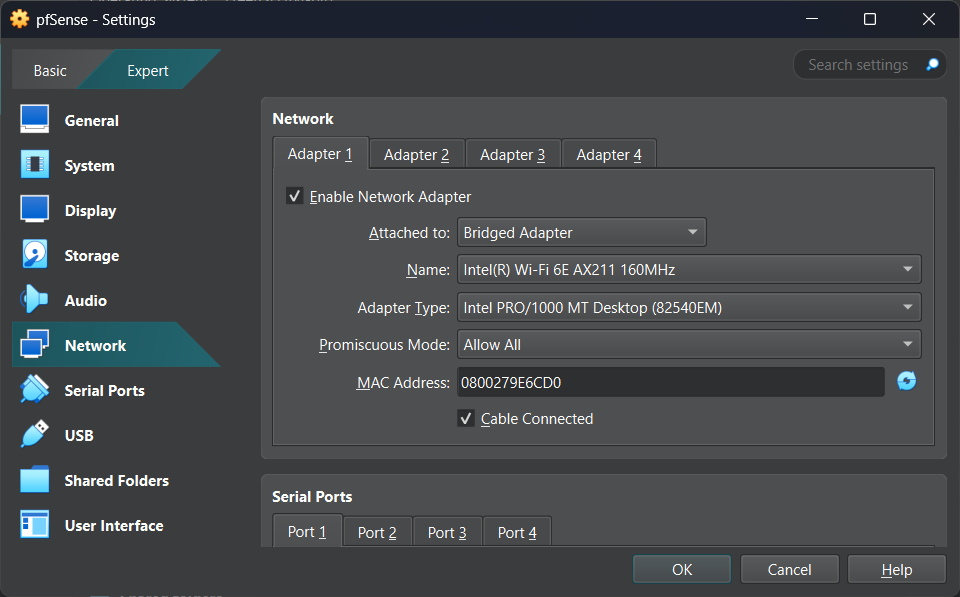 pfSense - Settings
Basic
Expert
Search settings
General
System
Display
Storage
Audio
Network
Serial Ports
USB
Shared Folders
User Interface
Network
Adapter 1 Adapter 2 Adapter 3 Adapter 4
Enable Network Adapter
Attached to: Bridged Adapter
Name: Intel(R) Wi-Fi 6E AX211 160MHz
Adapter Type: Intel PRO/1000 MT Desktop (82540EM)
Promiscuous Mode: Allow All
MAC Address: 0800279E6CD0
Cable Connected
Serial Ports
Port 1 Port 2 Port 3 Port 4
OK Cancel Help